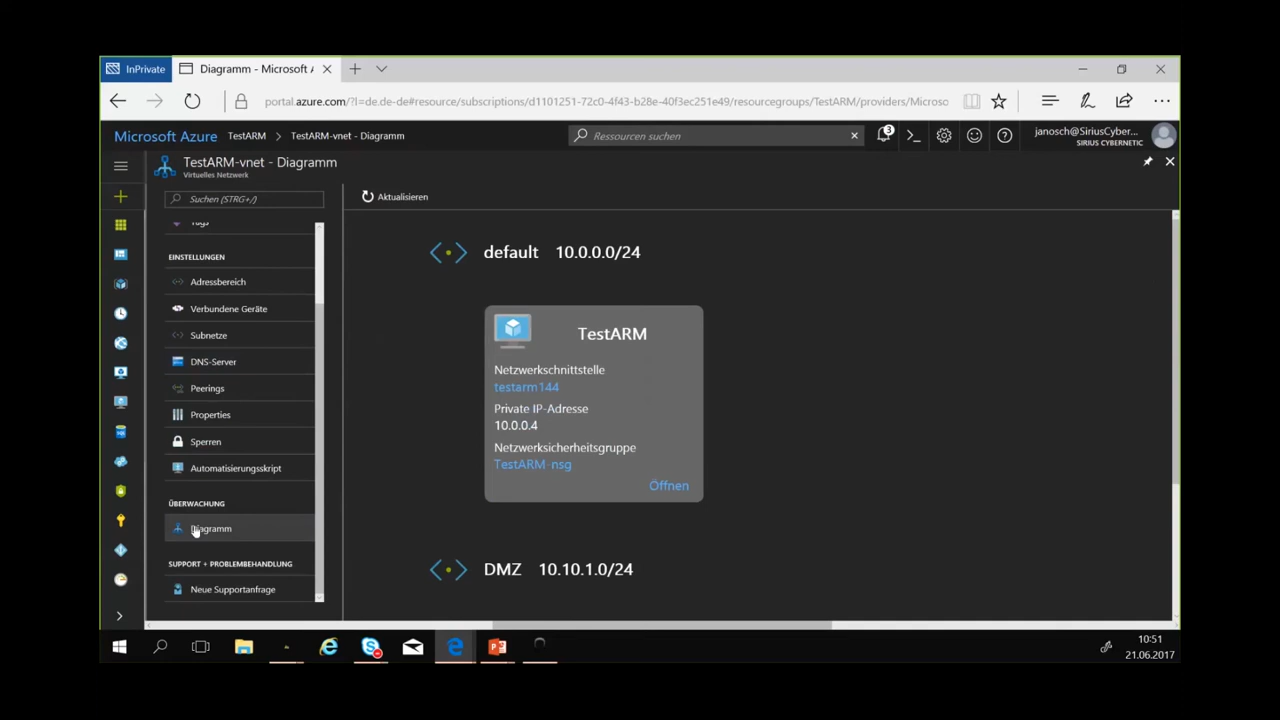 InPrivate
Diagramm - Microsoft A
portal.azure.com/?l=de.de-de#resource/subscriptions/d1101251-72c0-4f43-b28e-40f3ec251e49/resourcegroups/TestARM/providers/Microso
Microsoft Azure TestARM > TestARM-vnet - Diagramm
Ressourcen suchen
3
janosch@SiriusCyber...
SIRIUS CYBERNETIC
TestARM-vnet - Diagramm
Virtuelles Netzwerk
Suchen (STRG+/)
Aktualisieren
Tags
EINSTELLUNGEN
Adressbereich
Verbundene Geräte
Subnetze
DNS-Server
Peerings
Properties
Sperren
Automatisierungsskript
ÜBERWACHUNG
Diagramm
SUPPORT + PROBLEMBEHANDLUNG
Neue Supportanfrage
default 10.0.0.0/24
TestARM
Netzwerkschnittstelle
testarm144
Private IP-Adresse
10.0.0.4
Netzwerksicherheitsgruppe
TestARM-nsg
Öffnen
DMZ 10.10.1.0/24
10:51
21.06.2017